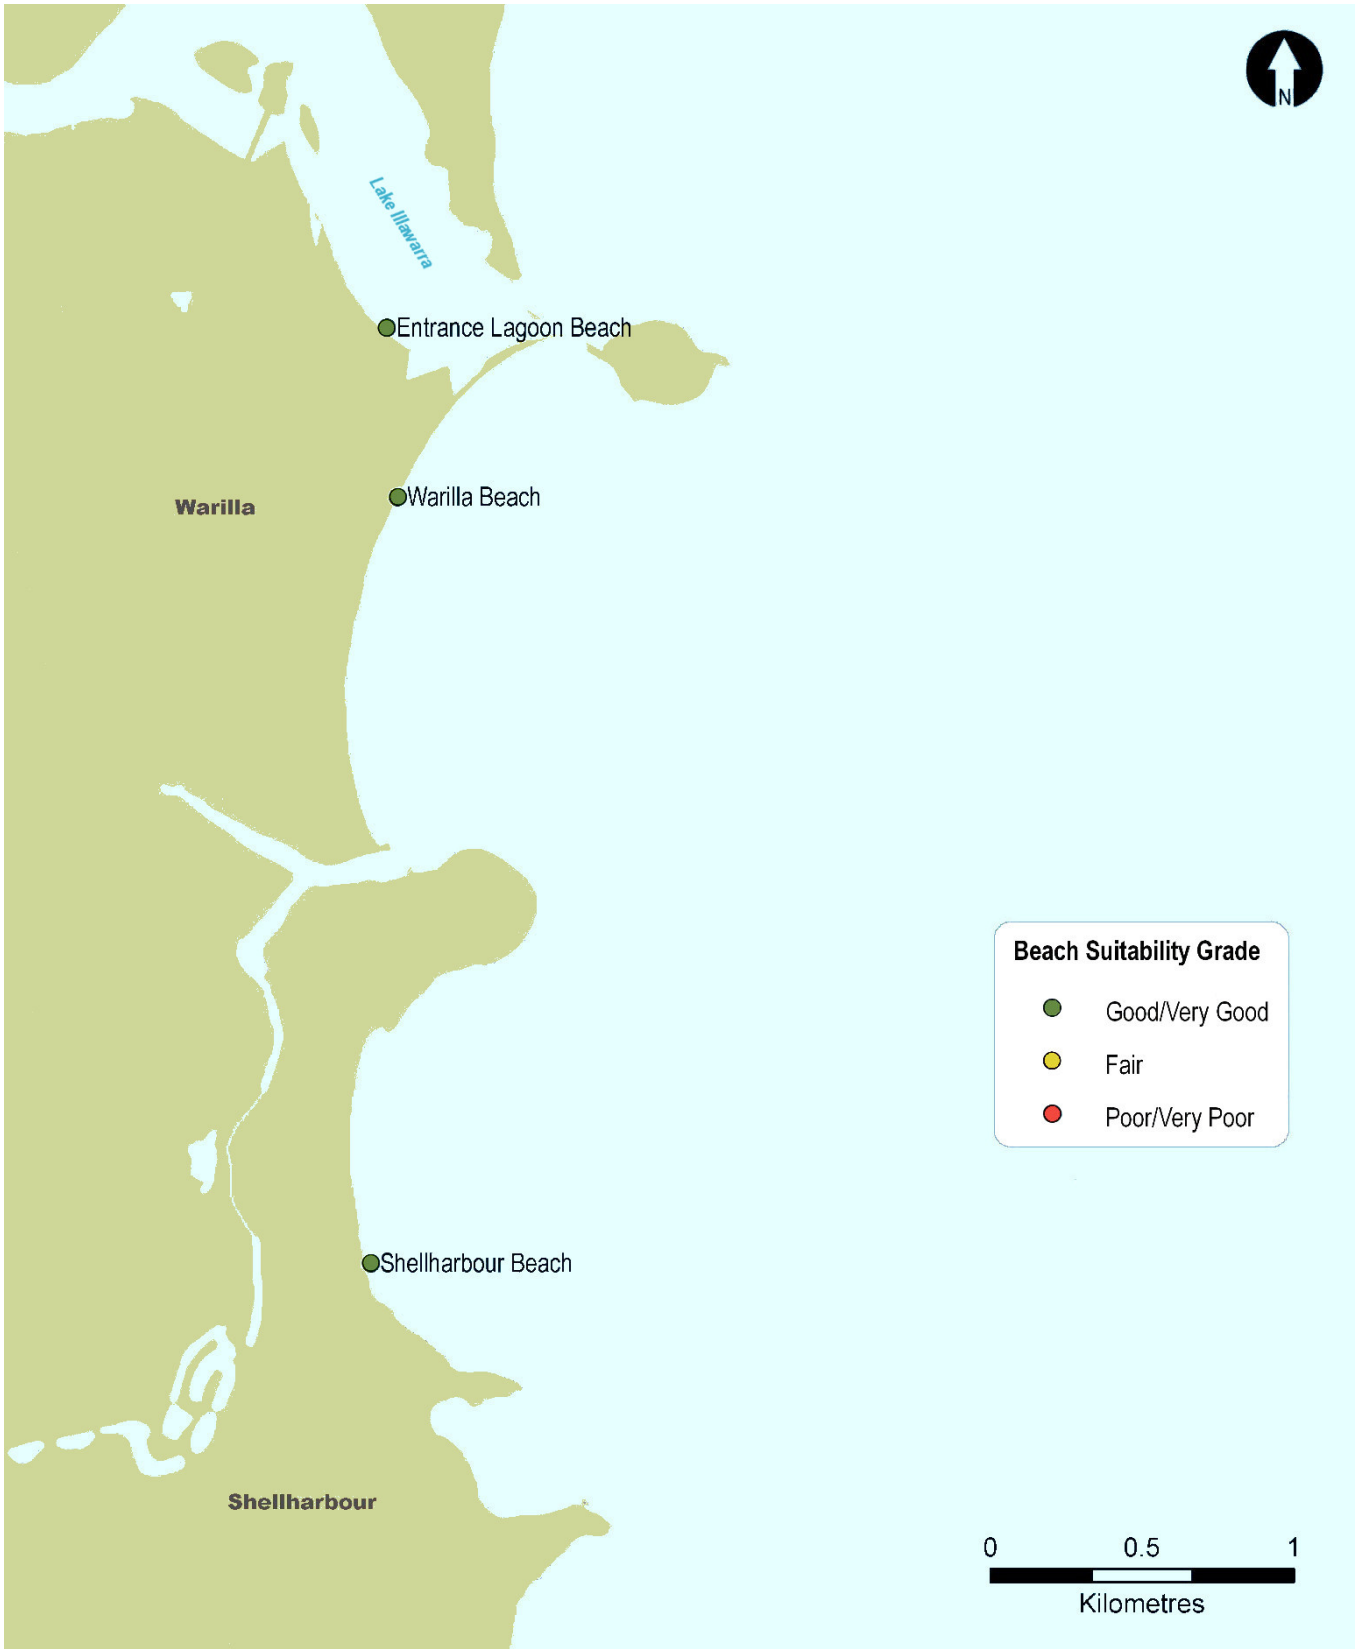 N
Lake Illawarra
Entrance Lagoon Beach
Warilla Beach
Warilla
Beach Suitability Grade
Good/Very Good
Fair
Poor/Very Poor
Shellharbour Beach
Shellharbour
0 0.5 1
Kilometres